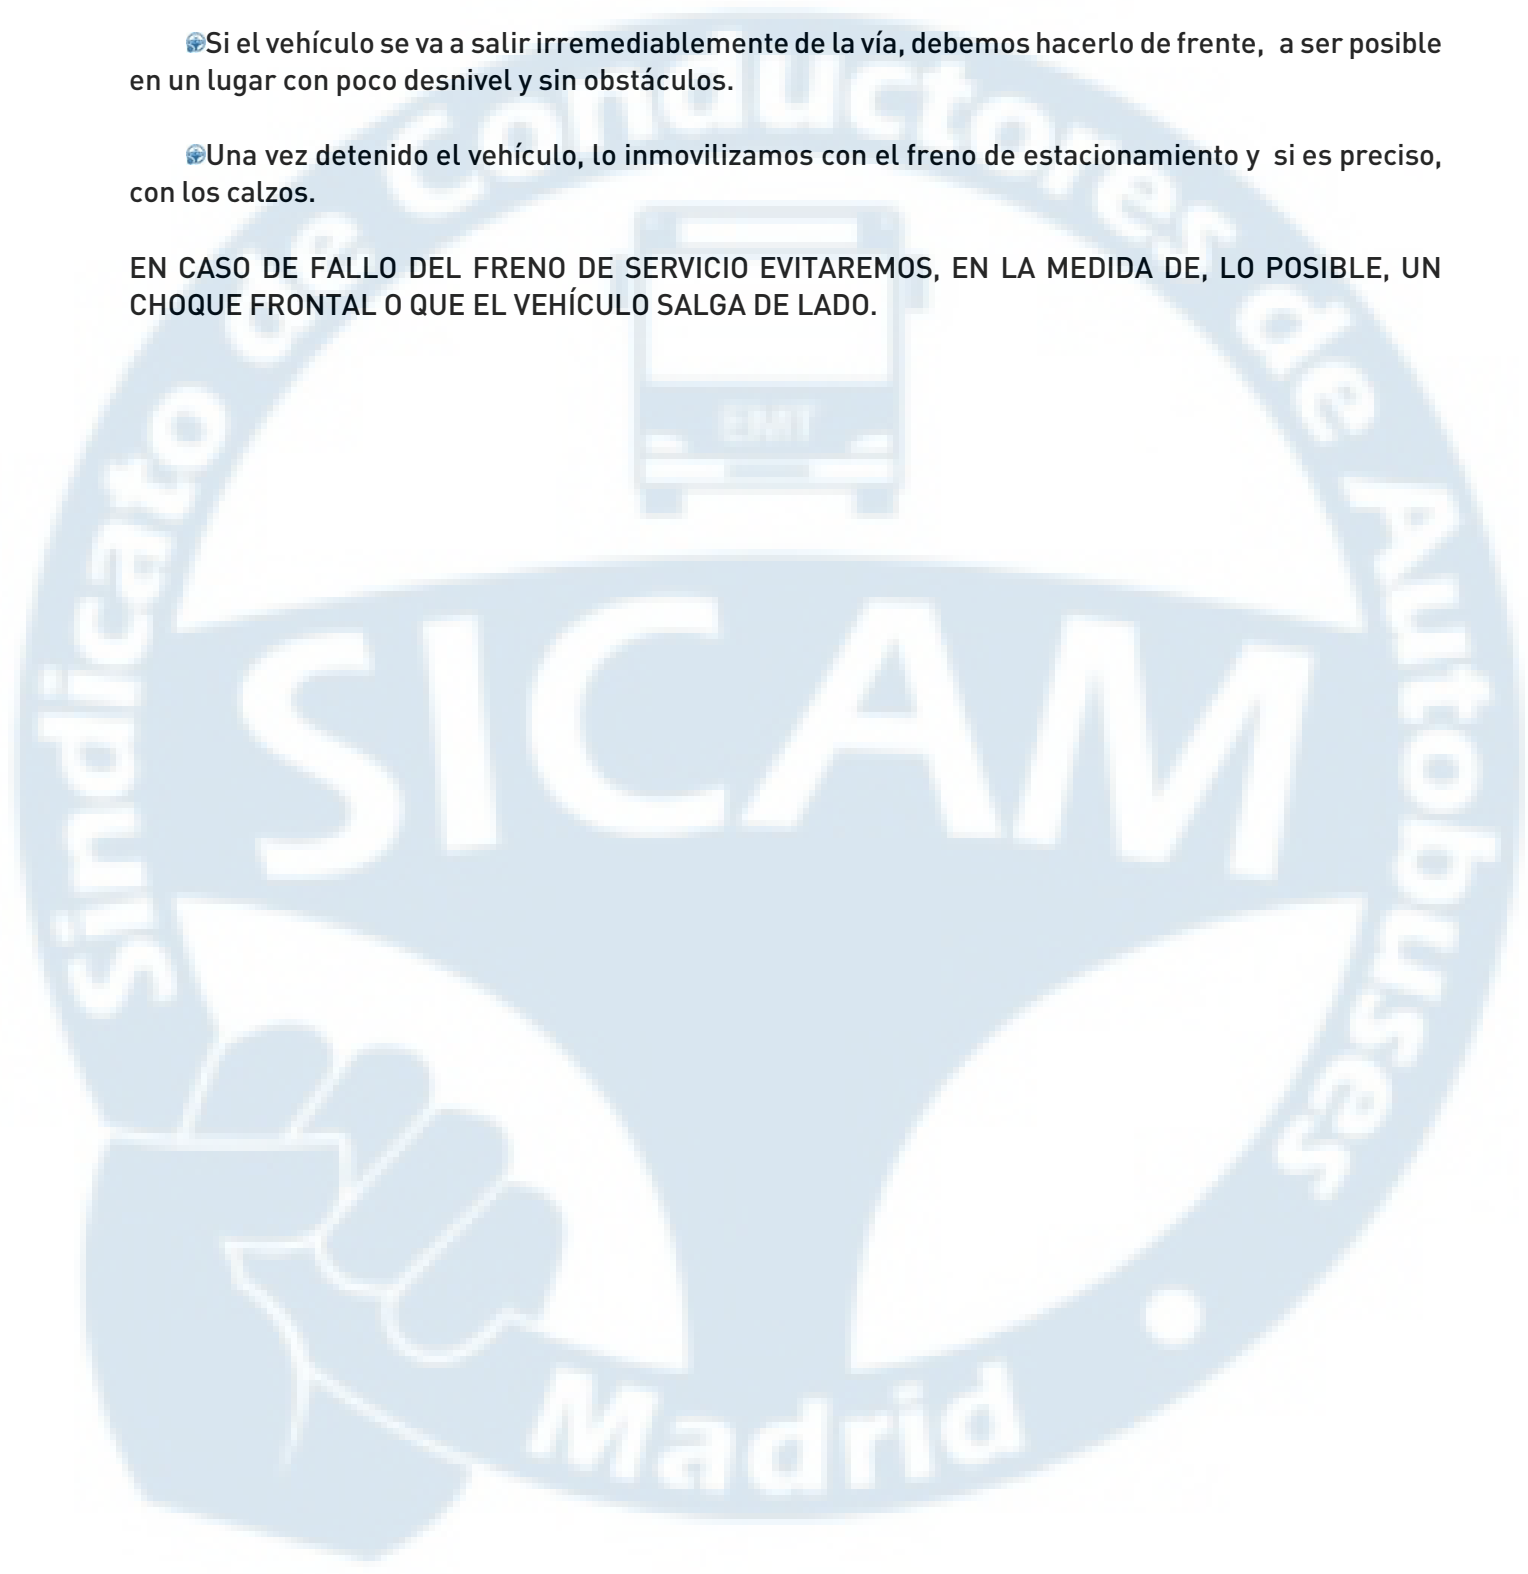 Si el vehículo se va a salir irremediablemente de la vía, debemos hacerlo de frente, a ser posible
en un lugar con poco desnivel y sin obstáculos.
Una vez detenido el vehículo, lo inmovilizamos con el freno de estacionamiento y si es preciso,
con los calzos.
EN CASO DE FALLO DEL FRENO DE SERVICIO EVITAREMOS, EN LA MEDIDA DE, LO POSIBLE, UN
CHOQUE FRONTAL O QUE EL VEHÍCULO SALGA DE LADO.
Sindicato de Conductores de Autobuses
EMT
SICAM
Madrid